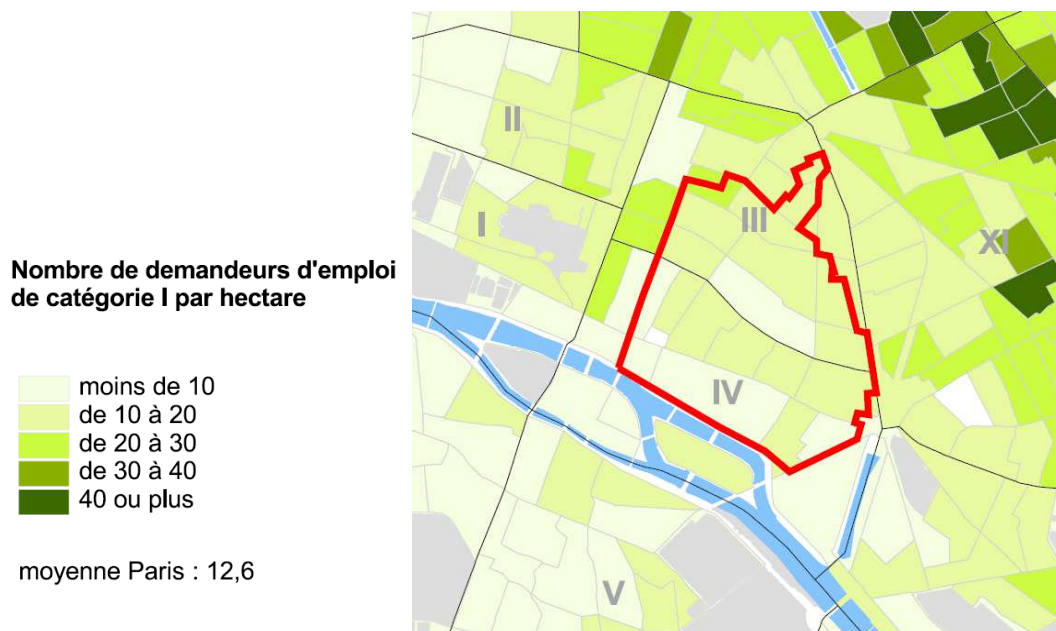 Nombre de demandeurs d'emploi
de catégorie I par hectare
moins de 10
de 10 à 20
de 20 à 30
de 30 à 40
40 ou plus
moyenne Paris : 12,6
II
III
I
XI
IV
V